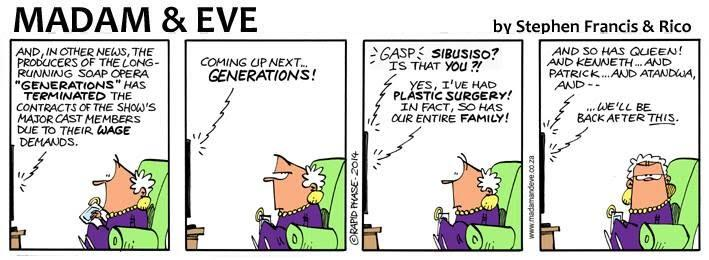 MADAM & EVE
by Stephen Francis & Rico
AND, IN OTHER NEWS, THE
PRODUCERS OF THE LONG-
RUNNING SOAP OPERA
"GENERATIONS" HAS
TERMINATED THE
CONTRACTS OF THE SHOW'S
MAJOR CAST MEMBERS
DUE TO THEIR WAGE
DEMANDS.
COMING UP NEXT...
GENERATIONS!
©RAPID PHASE-2014
GASP! SIBUSISO?
IS THAT YOU?!
YES, I'VE HAD
PLASTIC SURGERY!
IN FACT, SO HAS
OUR ENTIRE FAMILY!
www.madamandeve.co.za
AND SO HAS QUEEN!
AND KENNETH... AND
PATRICK... AND ATANDWA,
AND--
...WE'LL BE
BACK AFTER THIS.